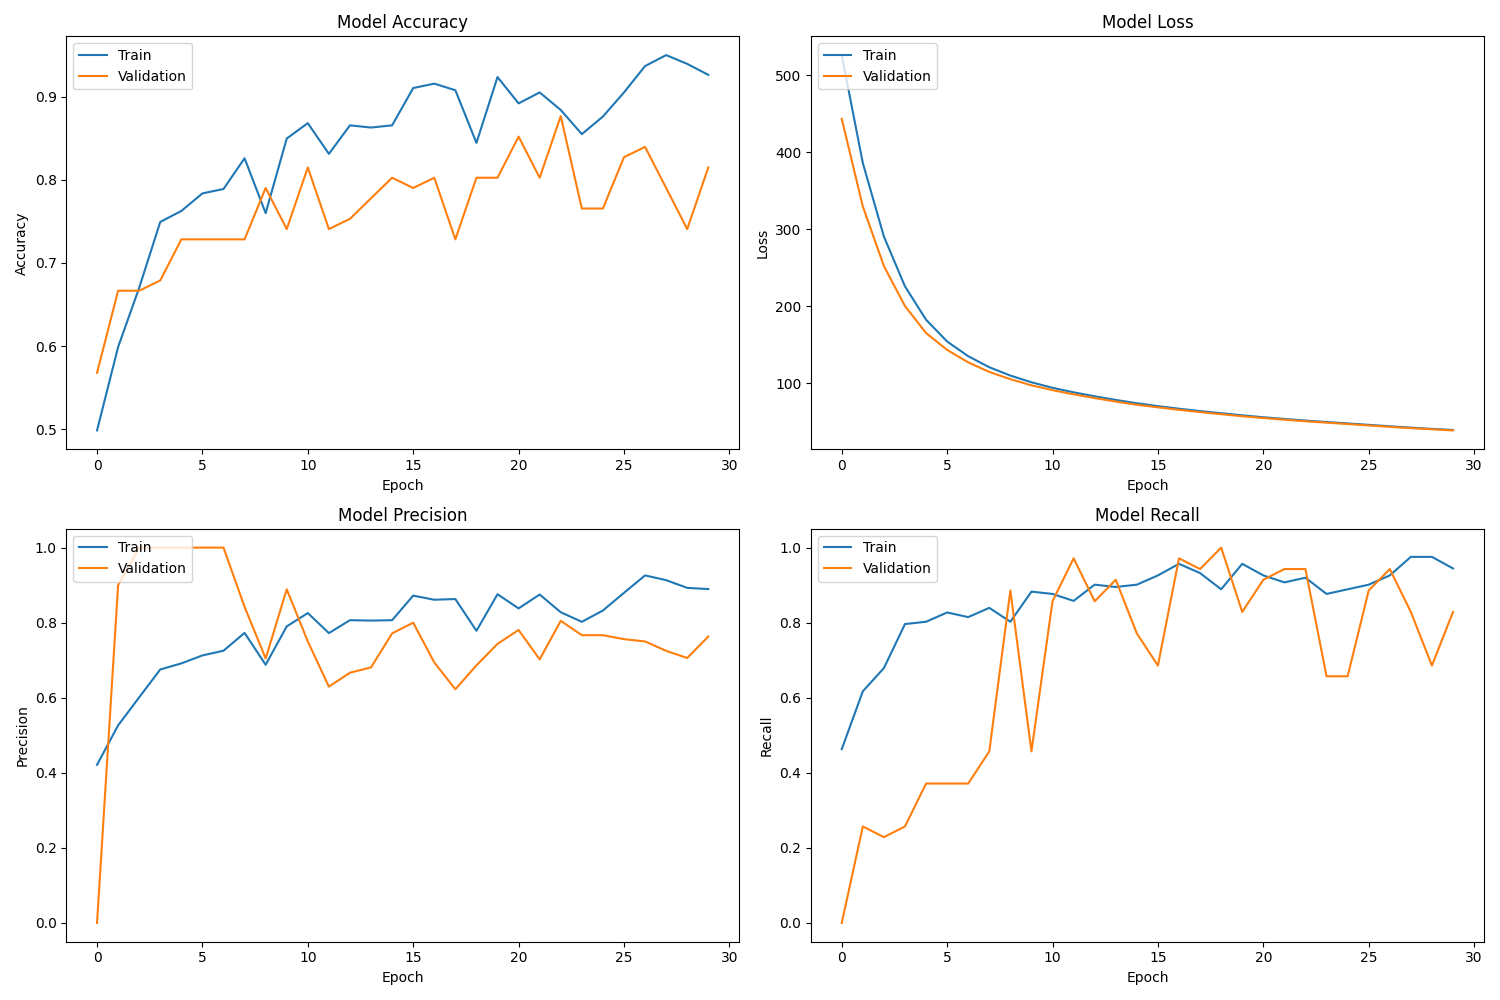 Model Accuracy
Train
Validation
0.9
0.8
0.7
0.6
0.5
Accuracy
0 5 10 15 20 25 30
Epoch
Model Loss
Train
Validation
500
400
300
200
100
Loss
0 5 10 15 20 25 30
Epoch
Model Precision
Train
Validation
1.0
0.8
0.6
0.4
0.2
0.0
Precision
0 5 10 15 20 25 30
Epoch
Model Recall
Train
Validation
1.0
0.8
0.6
0.4
0.2
0.0
Recall
0 5 10 15 20 25 30
Epoch